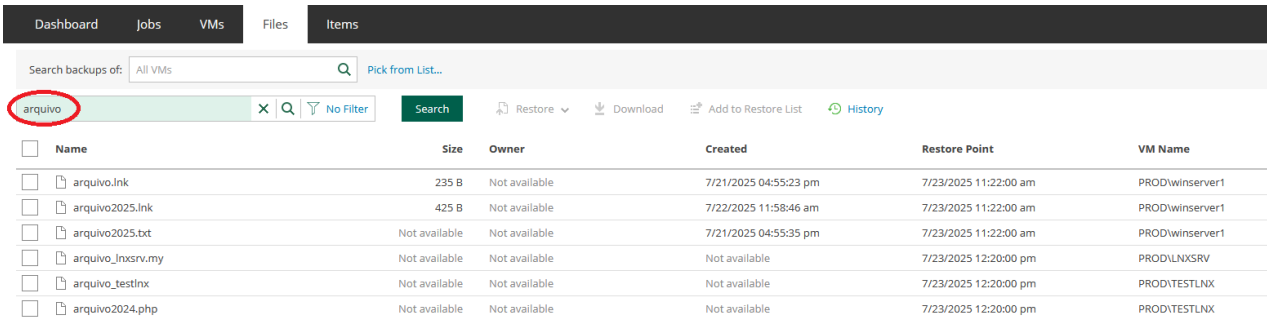 Dashboard Jobs VMs Files Items
Search backups of: All VMs Pick from List...
arquivo No Filter Search Restore Download Add to Restore List History
Name Size Owner Created Restore Point VM Name
arquivo.lnk 235 B Not available 7/21/2025 04:55:23 pm 7/23/2025 11:22:00 am PROD\winserver1
arquivo2025.lnk 425 B Not available 7/22/2025 11:58:46 am 7/23/2025 11:22:00 am PROD\winserver1
arquivo2025.txt Not available Not available 7/21/2025 04:55:35 pm 7/23/2025 11:22:00 am PROD\winserver1
arquivo_lnxsrv.my Not available Not available Not available 7/23/2025 12:20:00 pm PROD\LNXSRV
arquivo_testlnx Not available Not available Not available 7/23/2025 12:20:00 pm PROD\TESTLNX
arquivo2024.php Not available Not available Not available 7/23/2025 12:20:00 pm PROD\TESTLNX